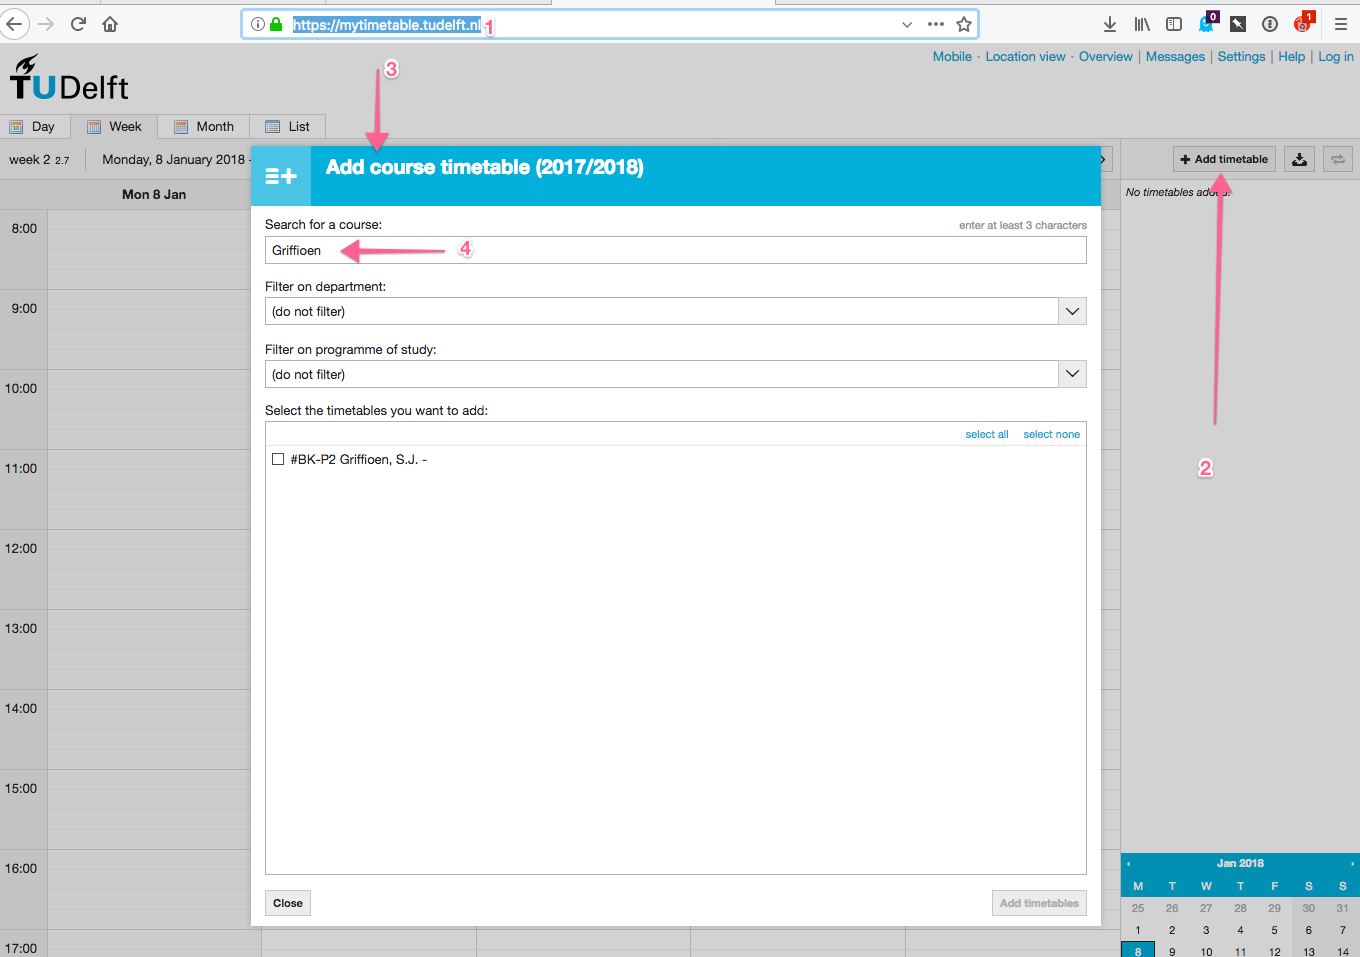 https://mytimetable.tudelft.nl 1
0
1
TUDelft
Mobile · Location view · Overview | Messages | Settings | Help | Log in
3
Day Week Month List
week 2 2.7 Monday, 8 January 2018 -
Add timetable
Add course timetable (2017/2018)
Mon 8 Jan
No timetables added.
Search for a course: enter at least 3 characters
Griffioen 4
Filter on department:
(do not filter)
Filter on programme of study:
(do not filter)
Select the timetables you want to add:
select all select none
#BK-P2 Griffioen, S.J. -
2
8:00
9:00
10:00
11:00
12:00
13:00
14:00
15:00
16:00
17:00
Close Add timetables
‹ Jan 2018 ›
M T W T F S S
25 26 27 28 29 30 31
1 2 3 4 5 6 7
8 9 10 11 12 13 14